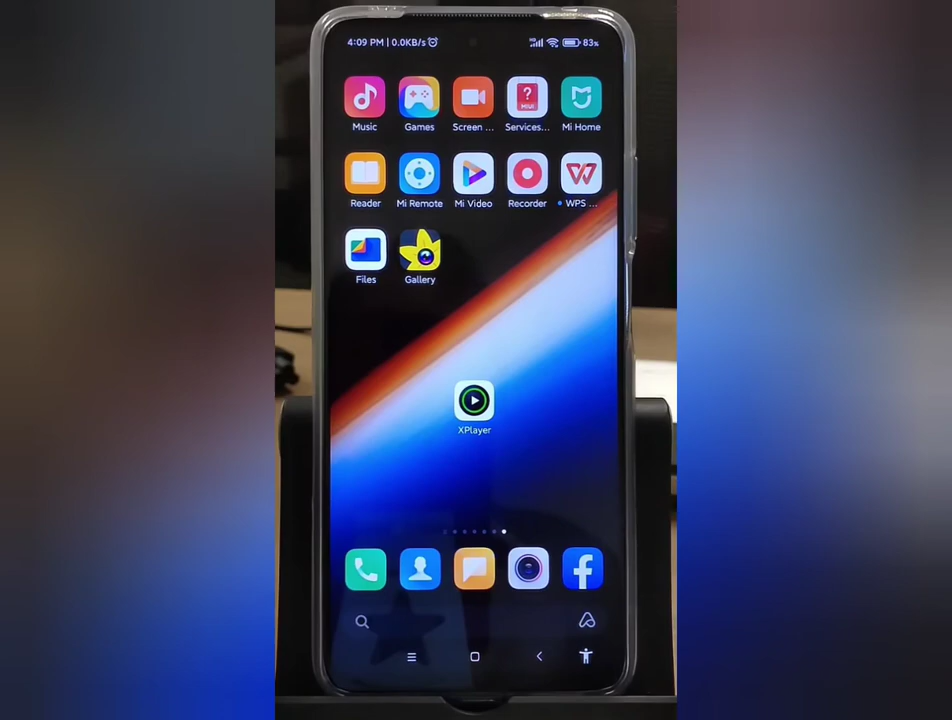 4:09 PM | 0.0KB/s
83%
Music
Games
Screen ...
Services...
Mi Home
?
MIUI
Reader
Mi Remote
Mi Video
Recorder
WPS ...
Files
Gallery
XPlayer